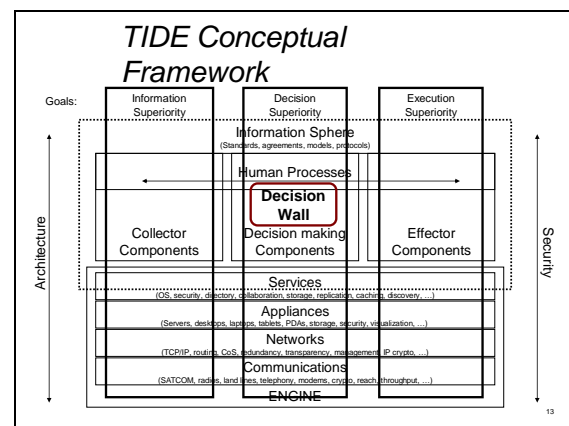 TIDE Conceptual
Framework
Goals:
Information
Superiority
Decision
Superiority
Execution
Superiority
Information Sphere
(Standards, agreements, models, protocols)
Human Processes
Decision
Wall
Collector
Components
Decision making
Components
Effector
Components
Architecture
Security
Services
(OS, security, directory, collaboration, storage, replication, caching, discovery, …)
Appliances
(Servers, desktops, laptops, tablets, PDAs, storage, security, visualization, …)
Networks
(TCP/IP, routing, CoS, redundancy, transparency, management, IP crypto, …)
Communications
(SATCOM, radios, land lines, telephony, modems, crypto, reach, throughput, …)
ENGINE
13